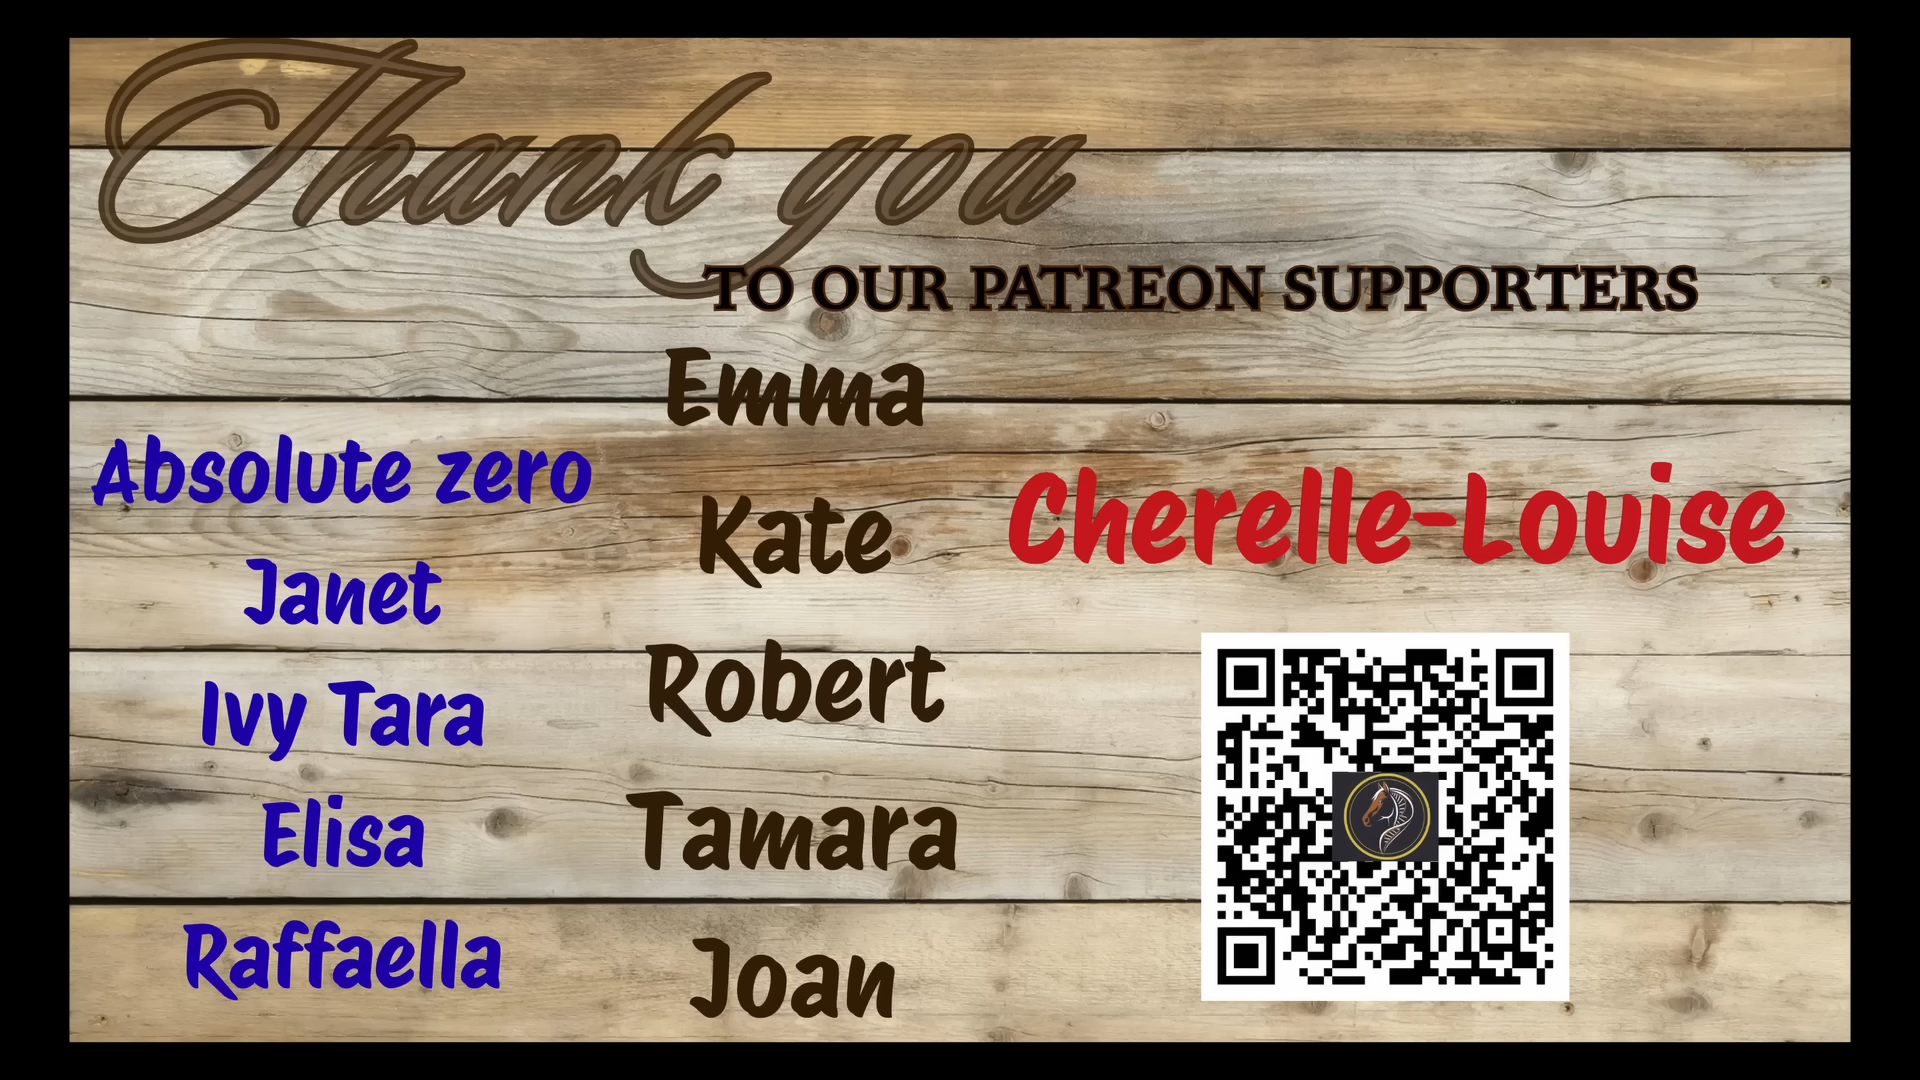 Thank you
TO OUR PATREON SUPPORTERS
Absolute zero
Janet
Ivy Tara
Elisa
Raffaella
Emma
Kate
Robert
Tamara
Joan
Cherelle-Louise